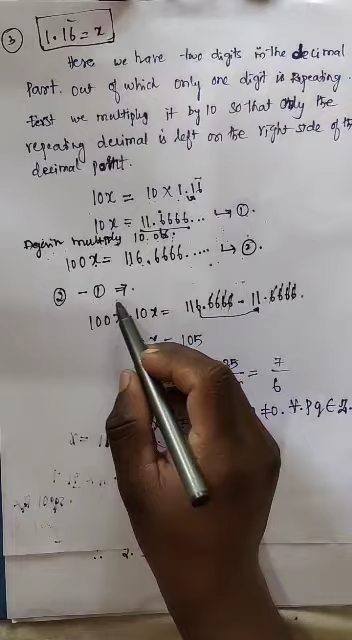 ③ 1.16̄ = x
Here we have two digits in the decimal
part. out of which only one digit is repeating.
First we multiply it by 10 so that only the
repeating decimal is left on the right side of the
decimal point.
10x = 10 × 1.16̄
10x = 11.6666... ↳ ①.
Again multiply
100x = 116.6666..... ↳ ②.
② - ① ⇒.
100x 10x = 116.6666 - 11.6666.
x = 105
35 = 7/6
≠0. ∀ p q ∈ Z.
x =
∴ 2.